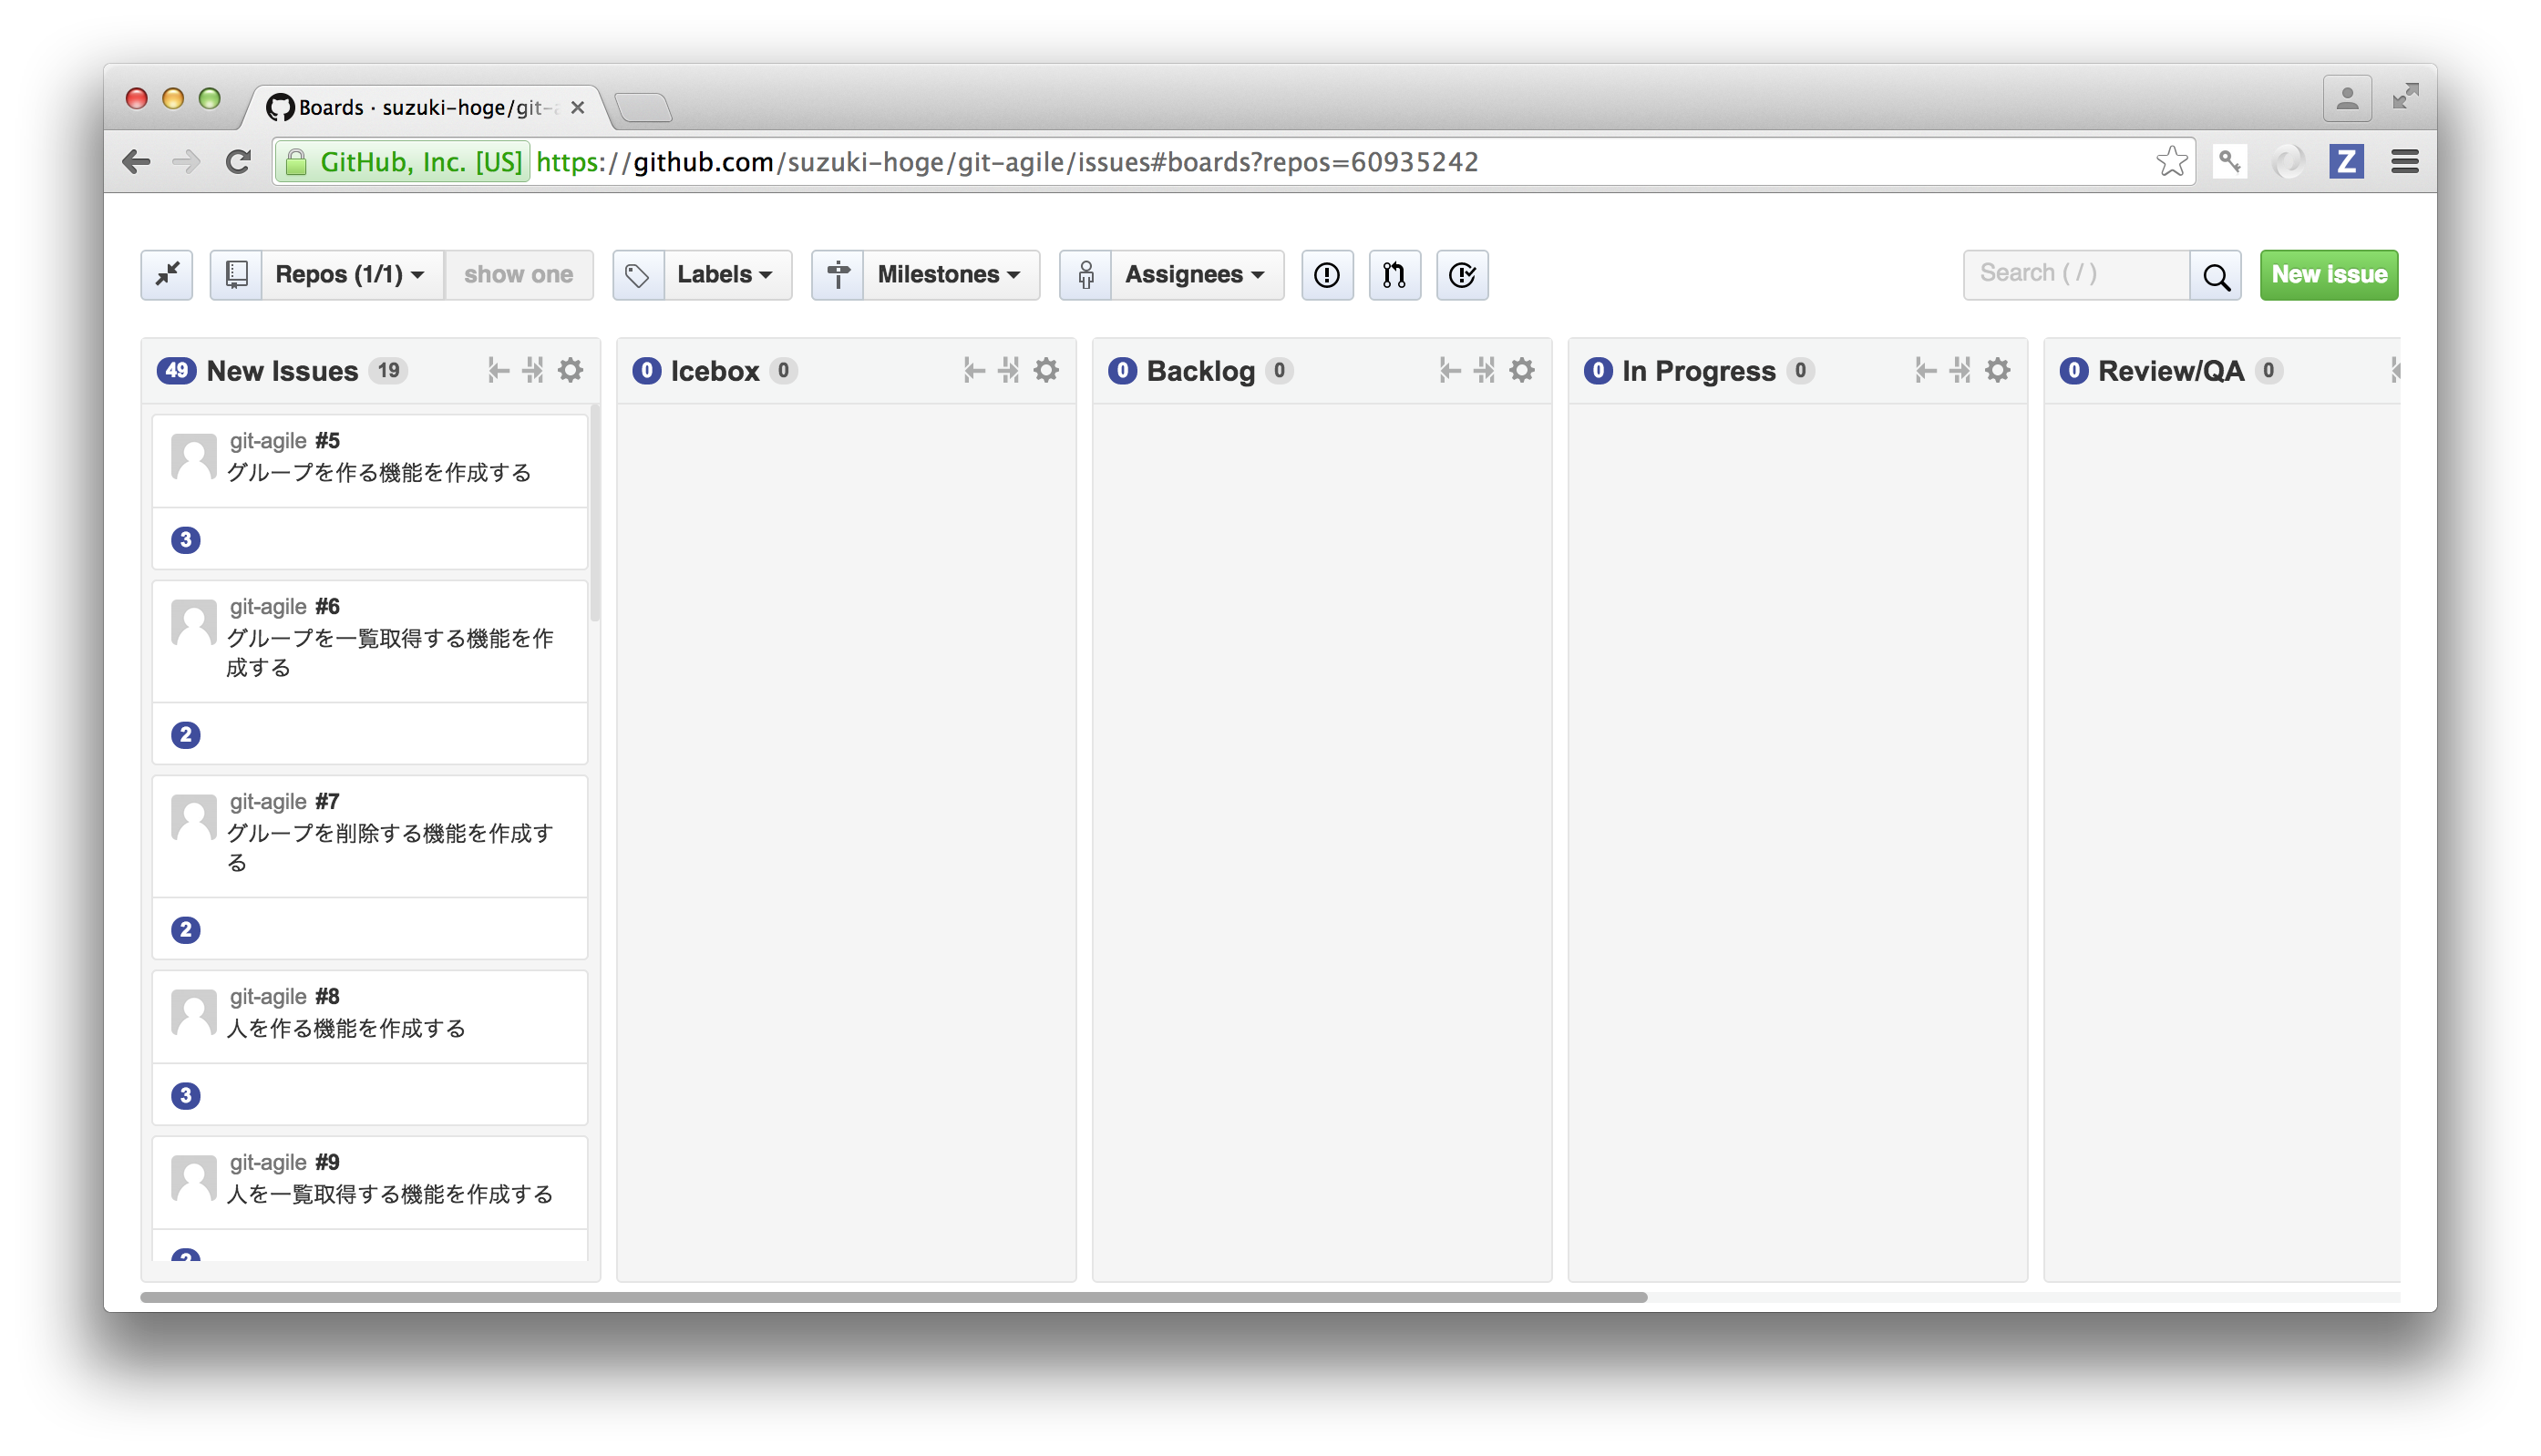 Boards · suzuki-hoge/git-
GitHub, Inc. [US] https://github.com/suzuki-hoge/git-agile/issues#boards?repos=60935242
Z
Repos (1/1) show one Labels Milestones Assignees Search ( / ) New issue
49 New Issues 19
git-agile #5
グループを作る機能を作成する
3
git-agile #6
グループを一覧取得する機能を作
成する
2
git-agile #7
グループを削除する機能を作成す
る
2
git-agile #8
人を作る機能を作成する
3
git-agile #9
人を一覧取得する機能を作成する
0 Icebox 0
0 Backlog 0
0 In Progress 0
0 Review/QA 0